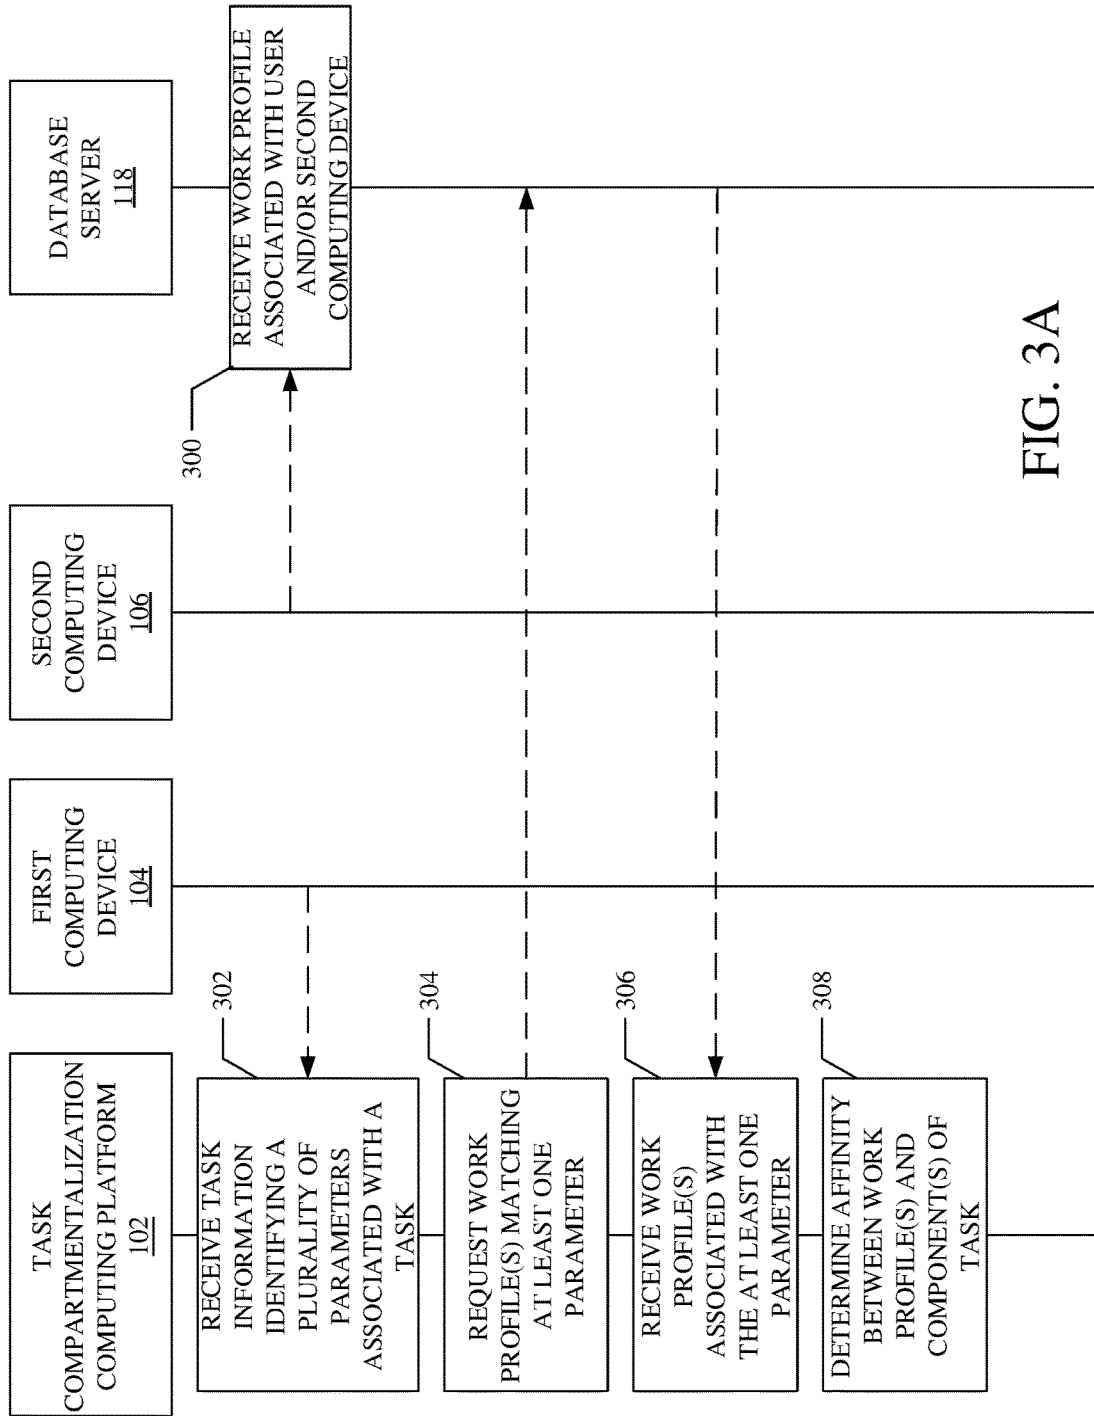 TASK
COMPARTMENTALIZATION
COMPUTING PLATFORM
102
FIRST
COMPUTING
DEVICE
104
SECOND
COMPUTING
DEVICE
106
DATABASE
SERVER
118
300
RECEIVE WORK PROFILE
ASSOCIATED WITH USER
AND/OR SECOND
COMPUTING DEVICE
302
RECEIVE TASK
INFORMATION
IDENTIFYING A
PLURALITY OF
PARAMETERS
ASSOCIATED WITH A
TASK
304
REQUEST WORK
PROFILE(S) MATCHING
AT LEAST ONE
PARAMETER
306
RECEIVE WORK
PROFILE(S)
ASSOCIATED WITH
THE AT LEAST ONE
PARAMETER
308
DETERMINE AFFINITY
BETWEEN WORK
PROFILE(S) AND
COMPONENT(S) OF
TASK
FIG. 3A